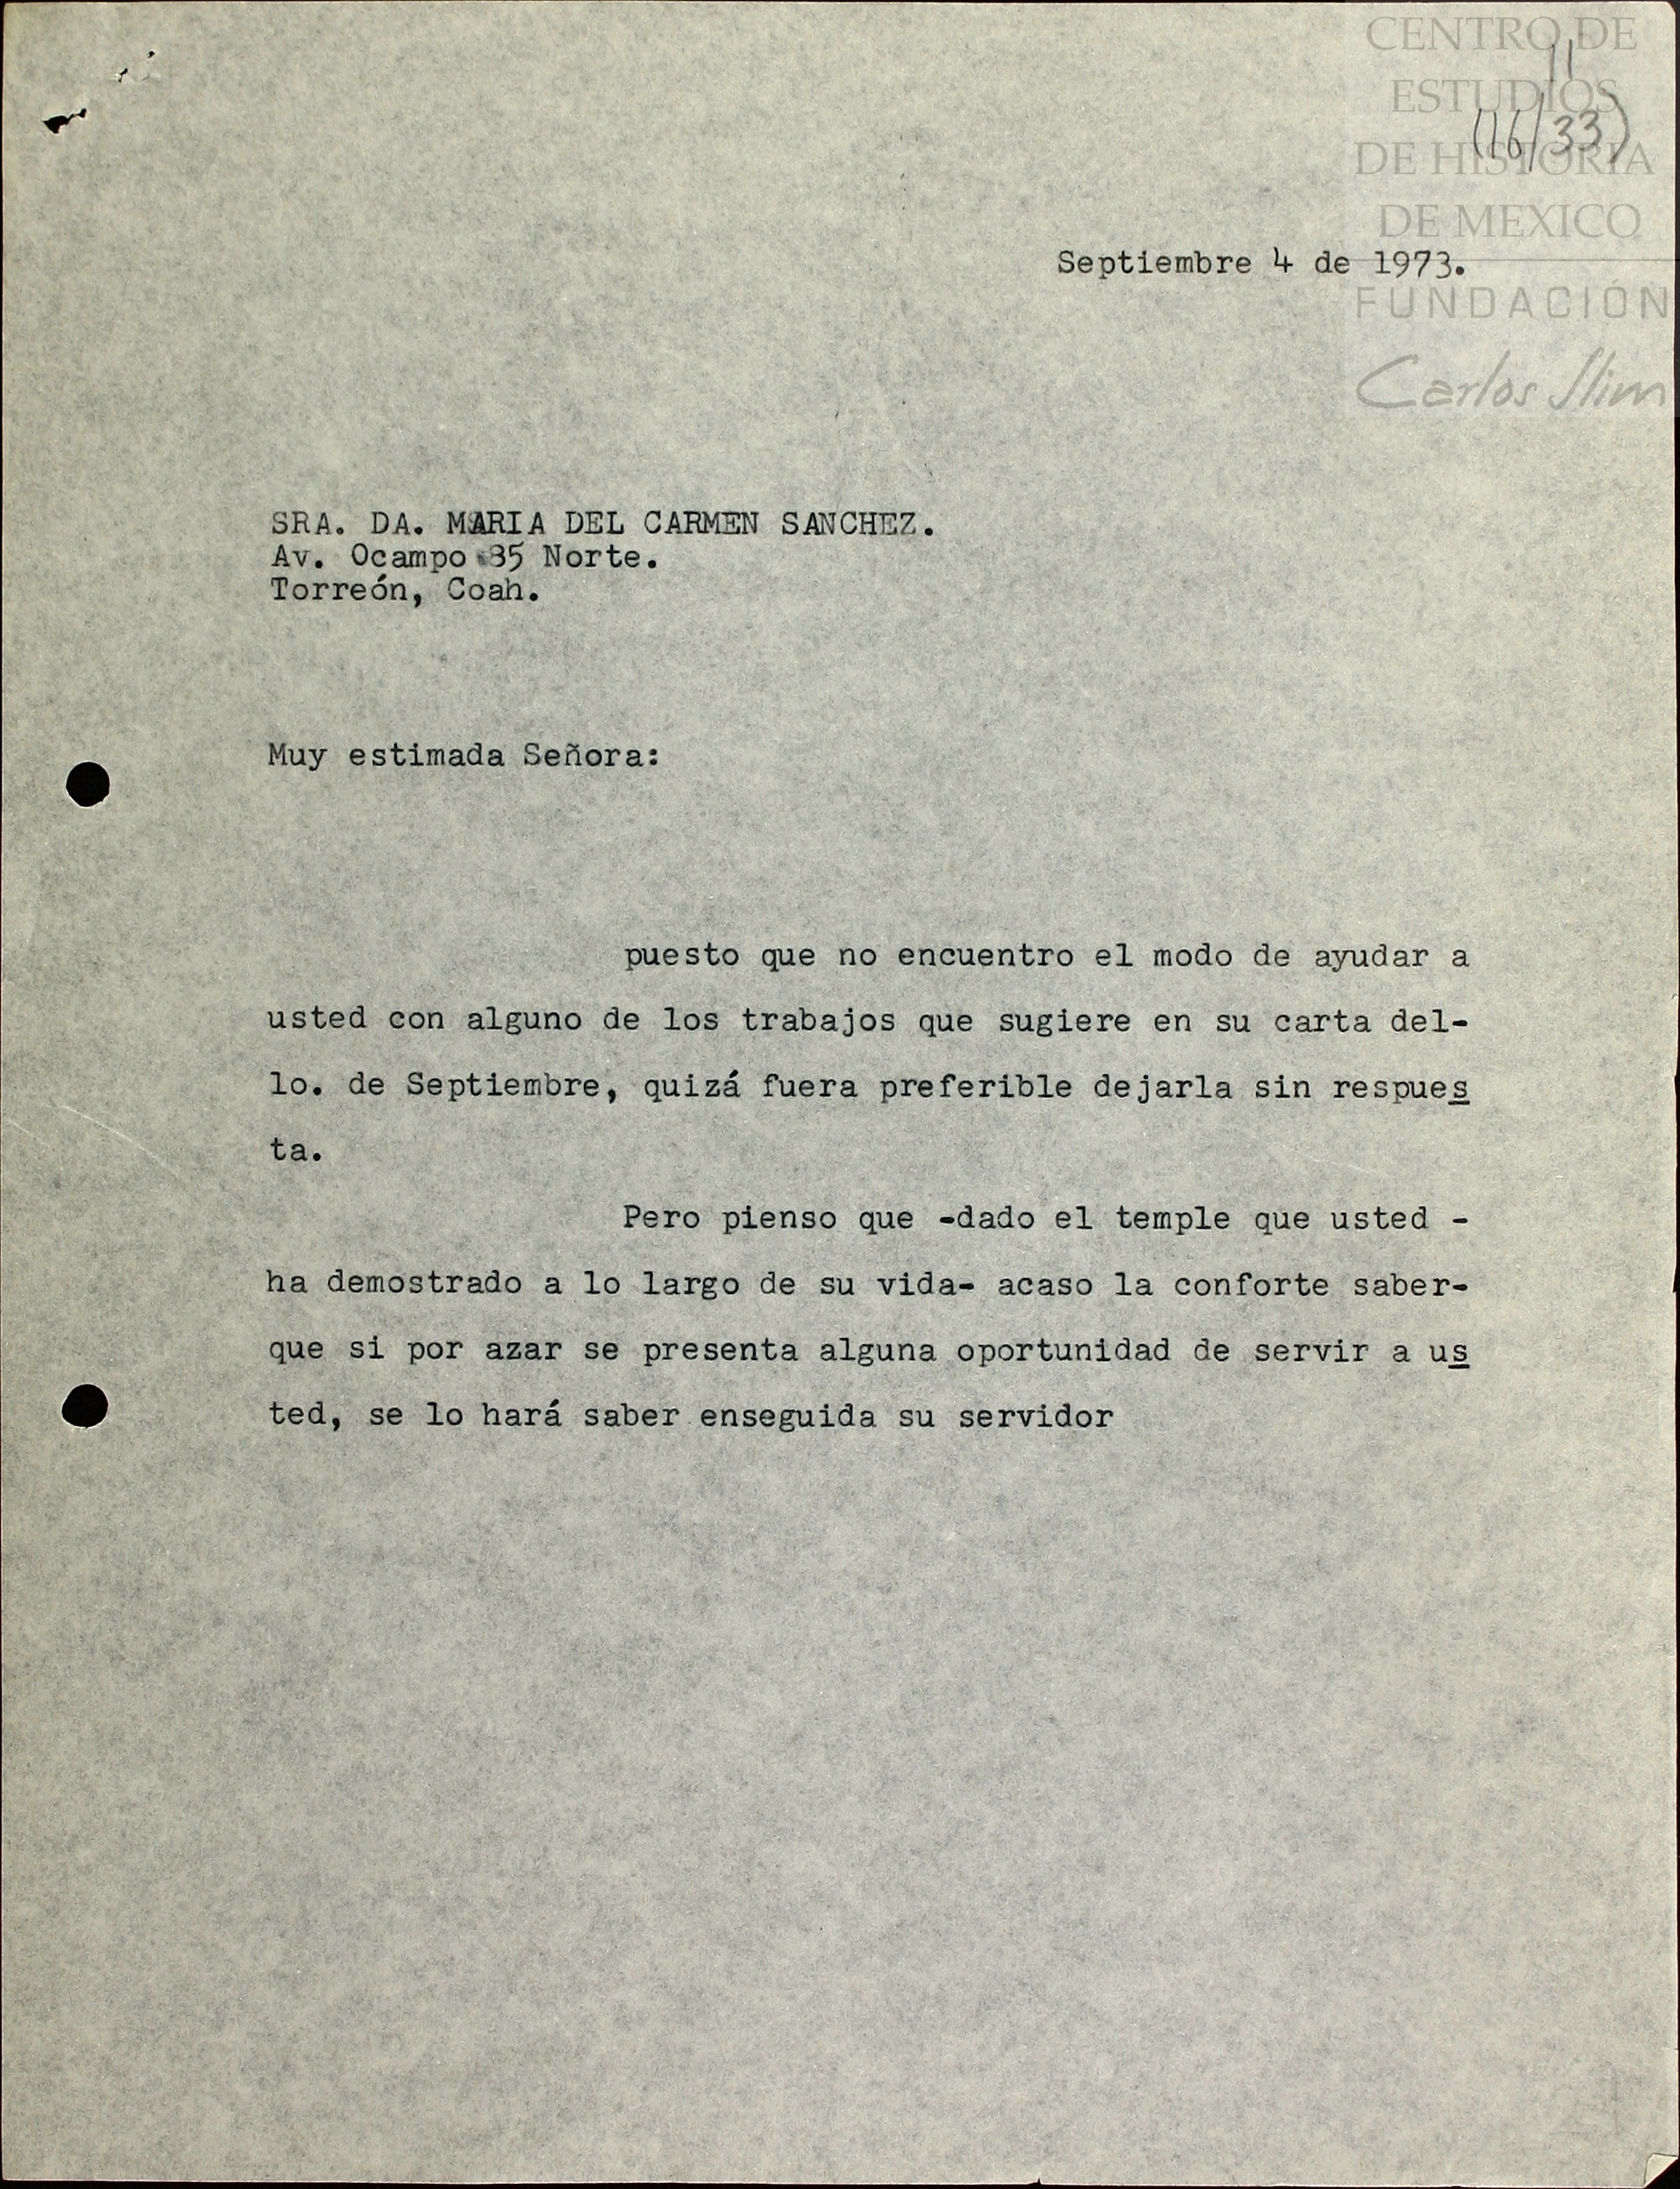 CENTRO DE
ESTUDIOS
DE HISTORIA
DE MEXICO
FUNDACIÓN
Carlos Slim
11
(16/33)
Septiembre 4 de 1973.
SRA. DA. MARIA DEL CARMEN SANCHEZ.
Av. Ocampo 35 Norte.
Torreón, Coah.
Muy estimada Señora:
puesto que no encuentro el modo de ayudar a
usted con alguno de los trabajos que sugiere en su carta del-
lo. de Septiembre, quizá fuera preferible dejarla sin respues
ta.
Pero pienso que -dado el temple que usted -
ha demostrado a lo largo de su vida- acaso la conforte saber-
que si por azar se presenta alguna oportunidad de servir a us
ted, se lo hará saber enseguida su servidor